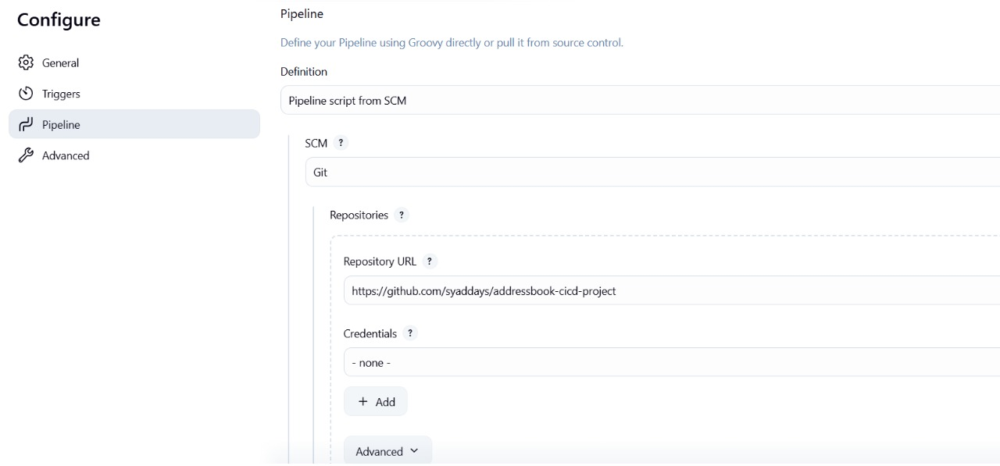 Configure
General
Triggers
Pipeline
Advanced
Pipeline
Define your Pipeline using Groovy directly or pull it from source control.
Definition
Pipeline script from SCM
SCM ?
Git
Repositories ?
Repository URL ?
https://github.com/syaddays/addressbook-cicd-project
Credentials ?
- none -
+ Add
Advanced